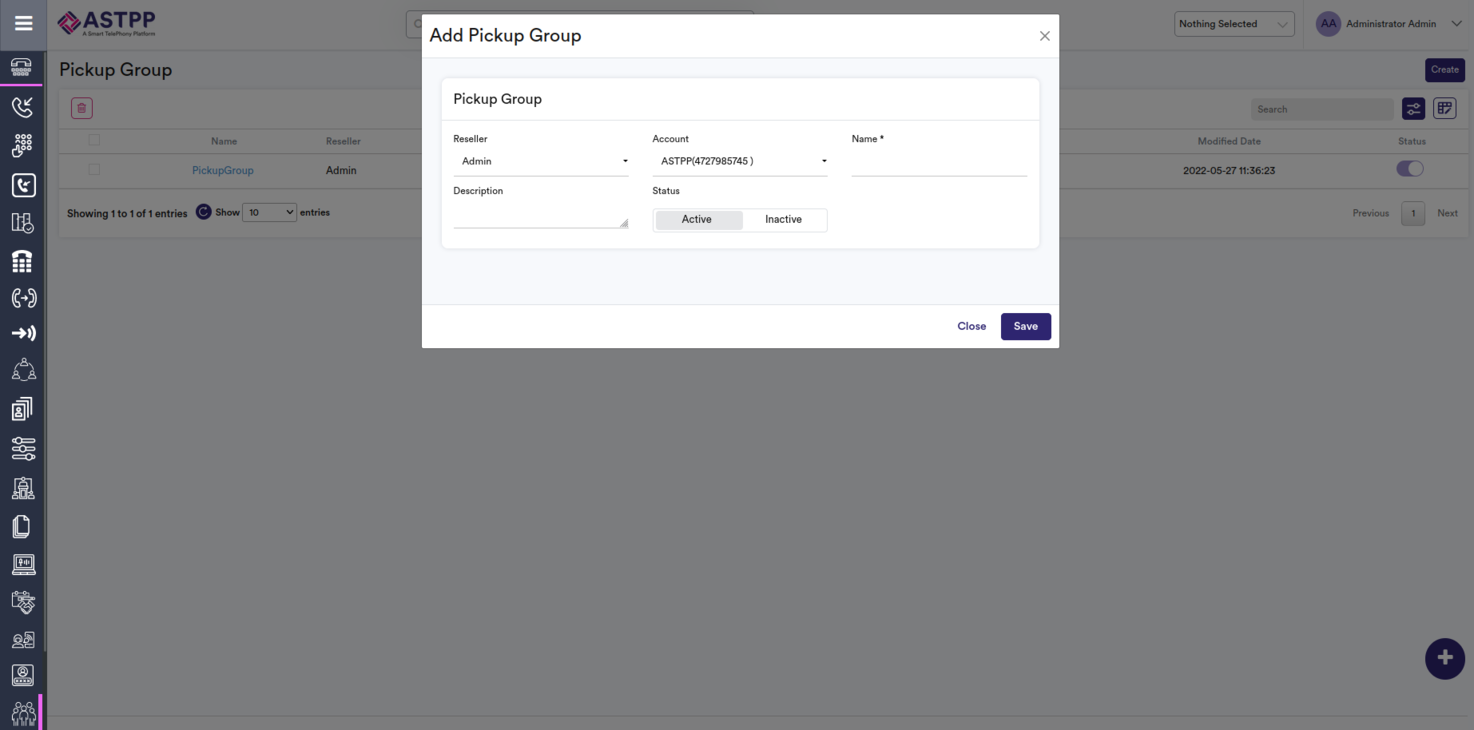 ASTPP
A Smart TelePhony Platform
Nothing Selected
AA
Administrator Admin
Pickup Group
Create
Search
Name
Reseller
Modified Date
Status
PickupGroup
Admin
2022-05-27 11:36:23
Showing 1 to 1 of 1 entries
Show
10
entries
Previous
1
Next
Add Pickup Group
Pickup Group
Reseller
Account
Name *
Admin
ASTPP(4727985745 )
Description
Status
Active
Inactive
Close
Save